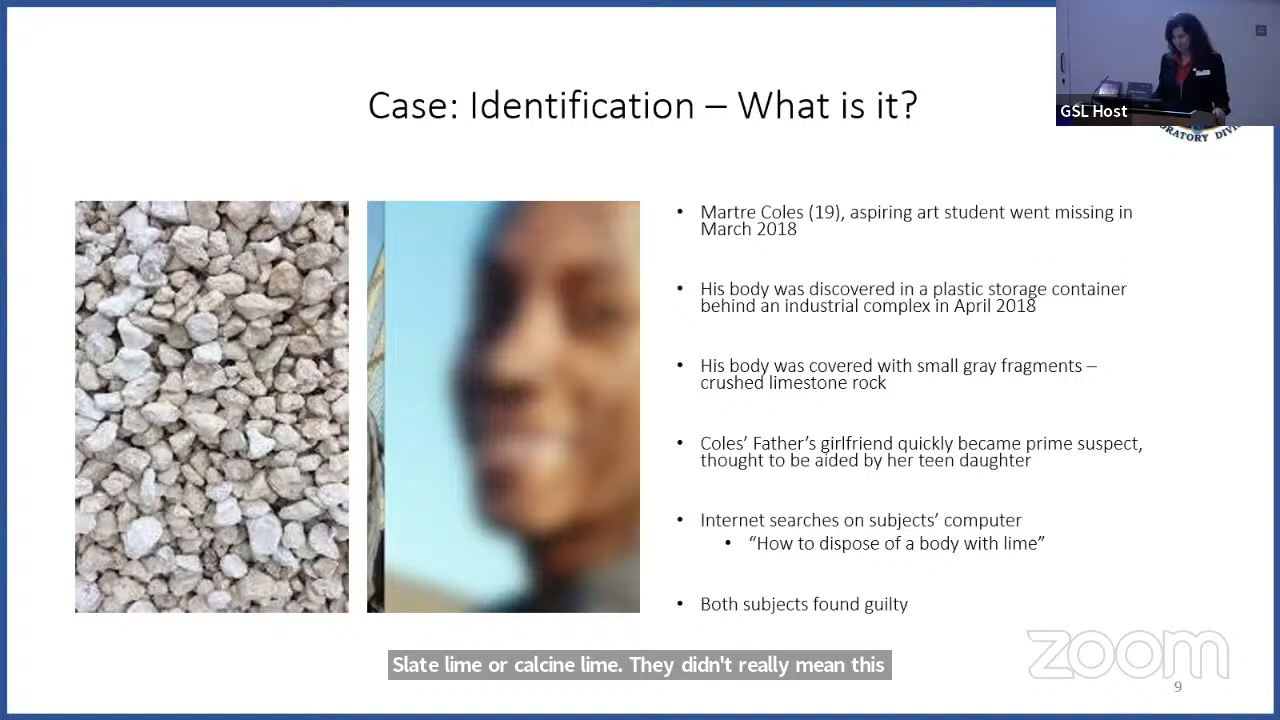 Case: Identification – What is it?
GSL Host
ORATORY DIVI
• Martre Coles (19), aspiring art student went missing in
March 2018
• His body was discovered in a plastic storage container
behind an industrial complex in April 2018
• His body was covered with small gray fragments –
crushed limestone rock
• Coles’ Father’s girlfriend quickly became prime suspect,
thought to be aided by her teen daughter
• Internet searches on subjects’ computer
• “How to dispose of a body with lime”
• Both subjects found guilty
Slate lime or calcine lime. They didn't really mean this
zoom
9